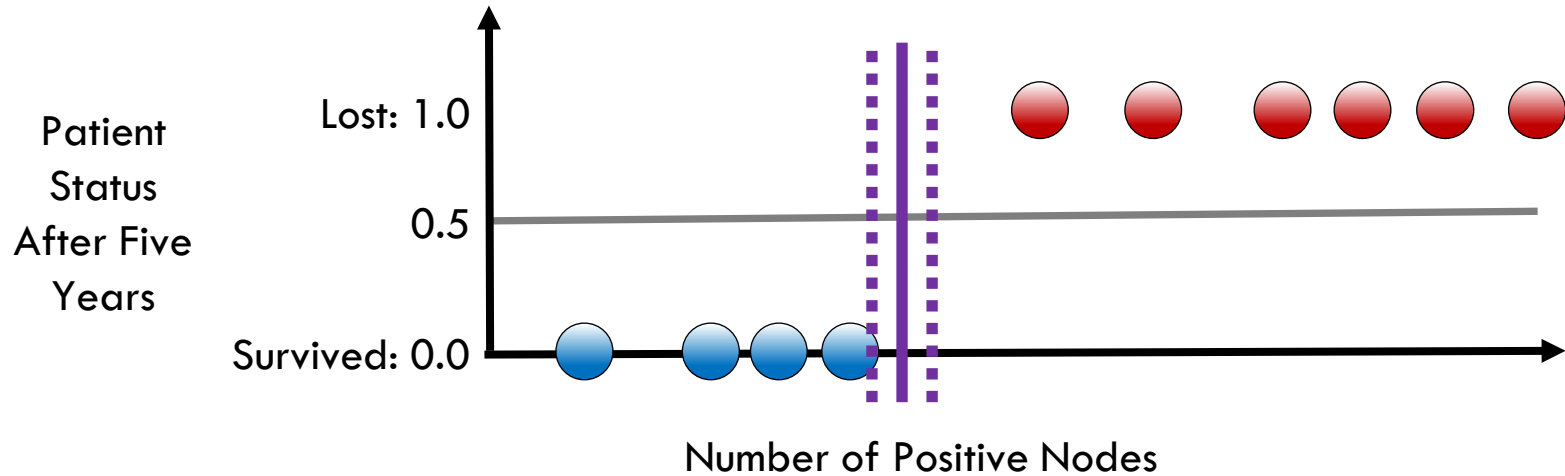 Patient
Status
After Five
Years
Lost: 1.0
0.5
Survived: 0.0
Number of Positive Nodes